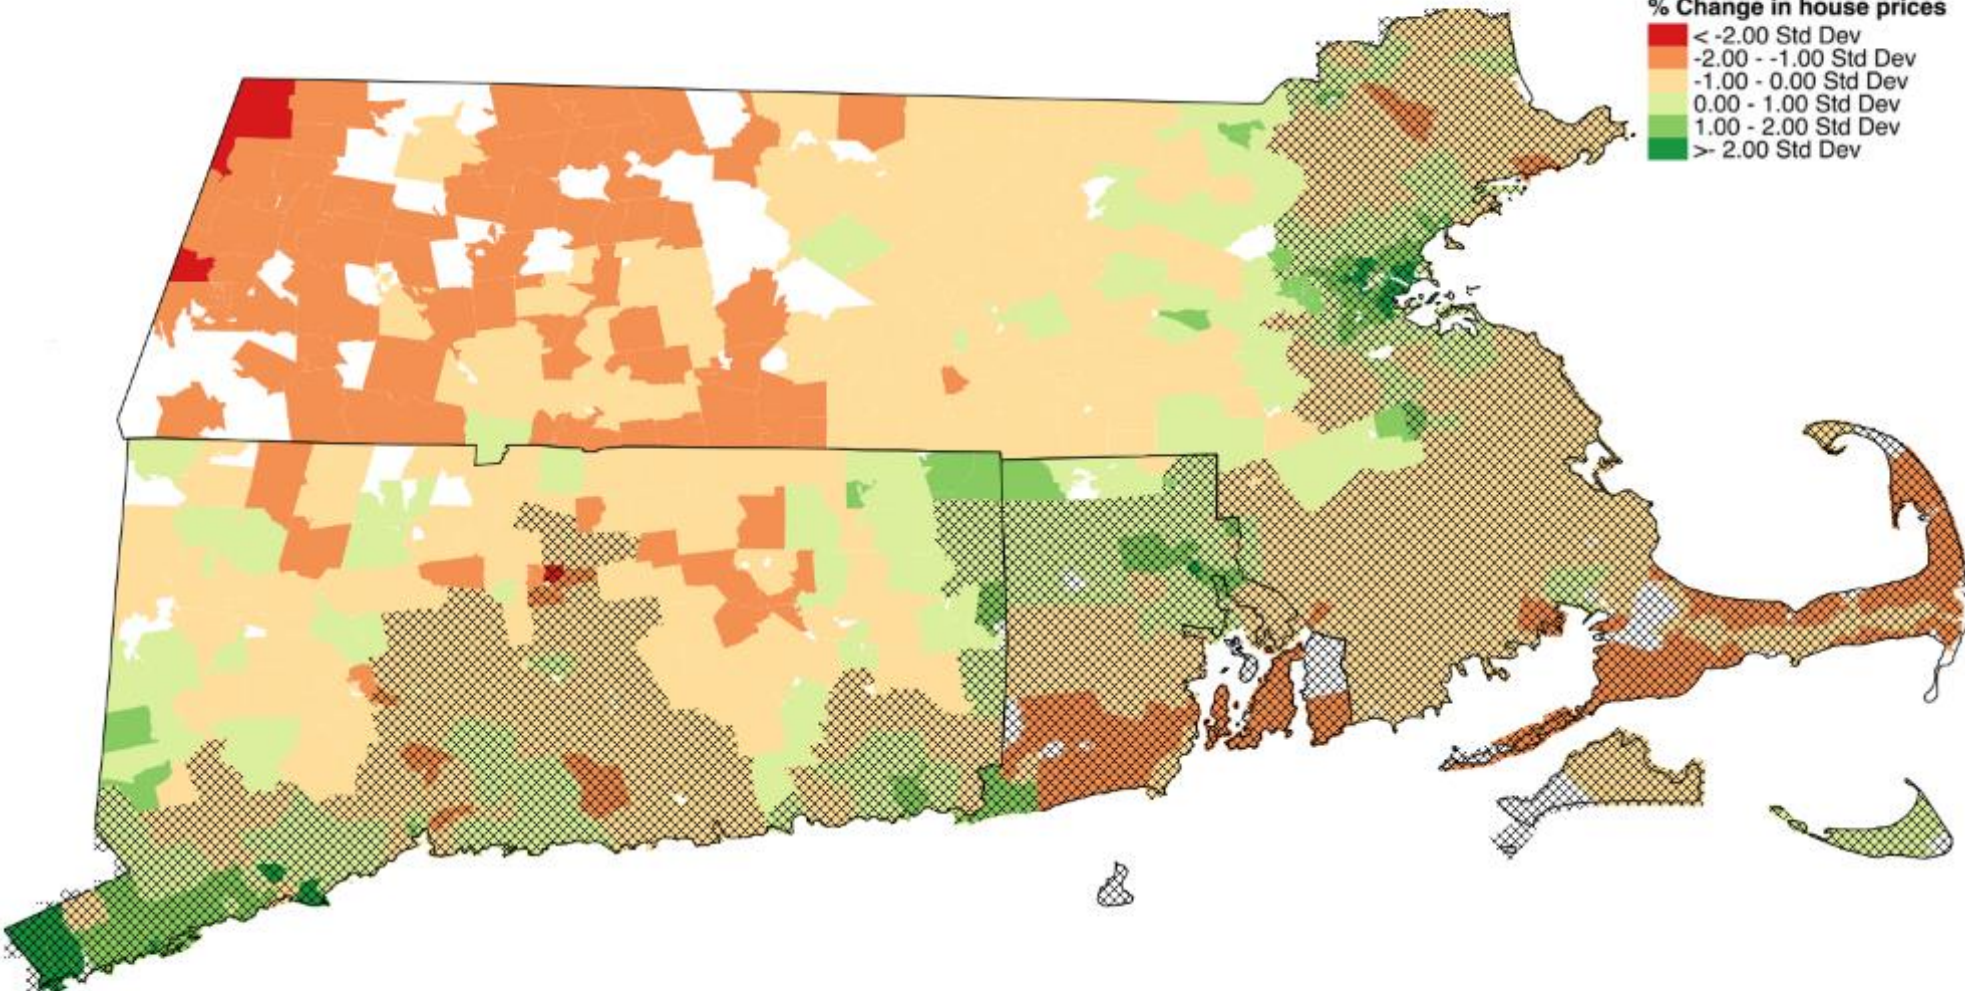 % Change in house prices
< -2.00 Std Dev
-2.00 - -1.00 Std Dev
-1.00 - 0.00 Std Dev
0.00 - 1.00 Std Dev
1.00 - 2.00 Std Dev
>- 2.00 Std Dev